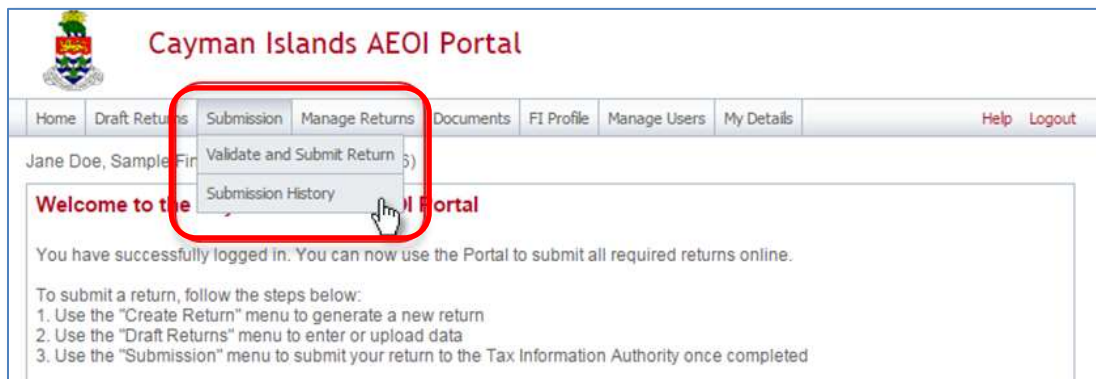 Cayman Islands AEOI Portal
Home Draft Returns Submission Manage Returns Documents FI Profile Manage Users My Details Help Logout
Validate and Submit Return
Jane Doe, Sample Fin 6)
Submission History
Welcome to the Portal
You have successfully logged in. You can now use the Portal to submit all required returns online.
To submit a return, follow the steps below:
1. Use the "Create Return" menu to generate a new return
2. Use the "Draft Returns" menu to enter or upload data
3. Use the "Submission" menu to submit your return to the Tax Information Authority once completed